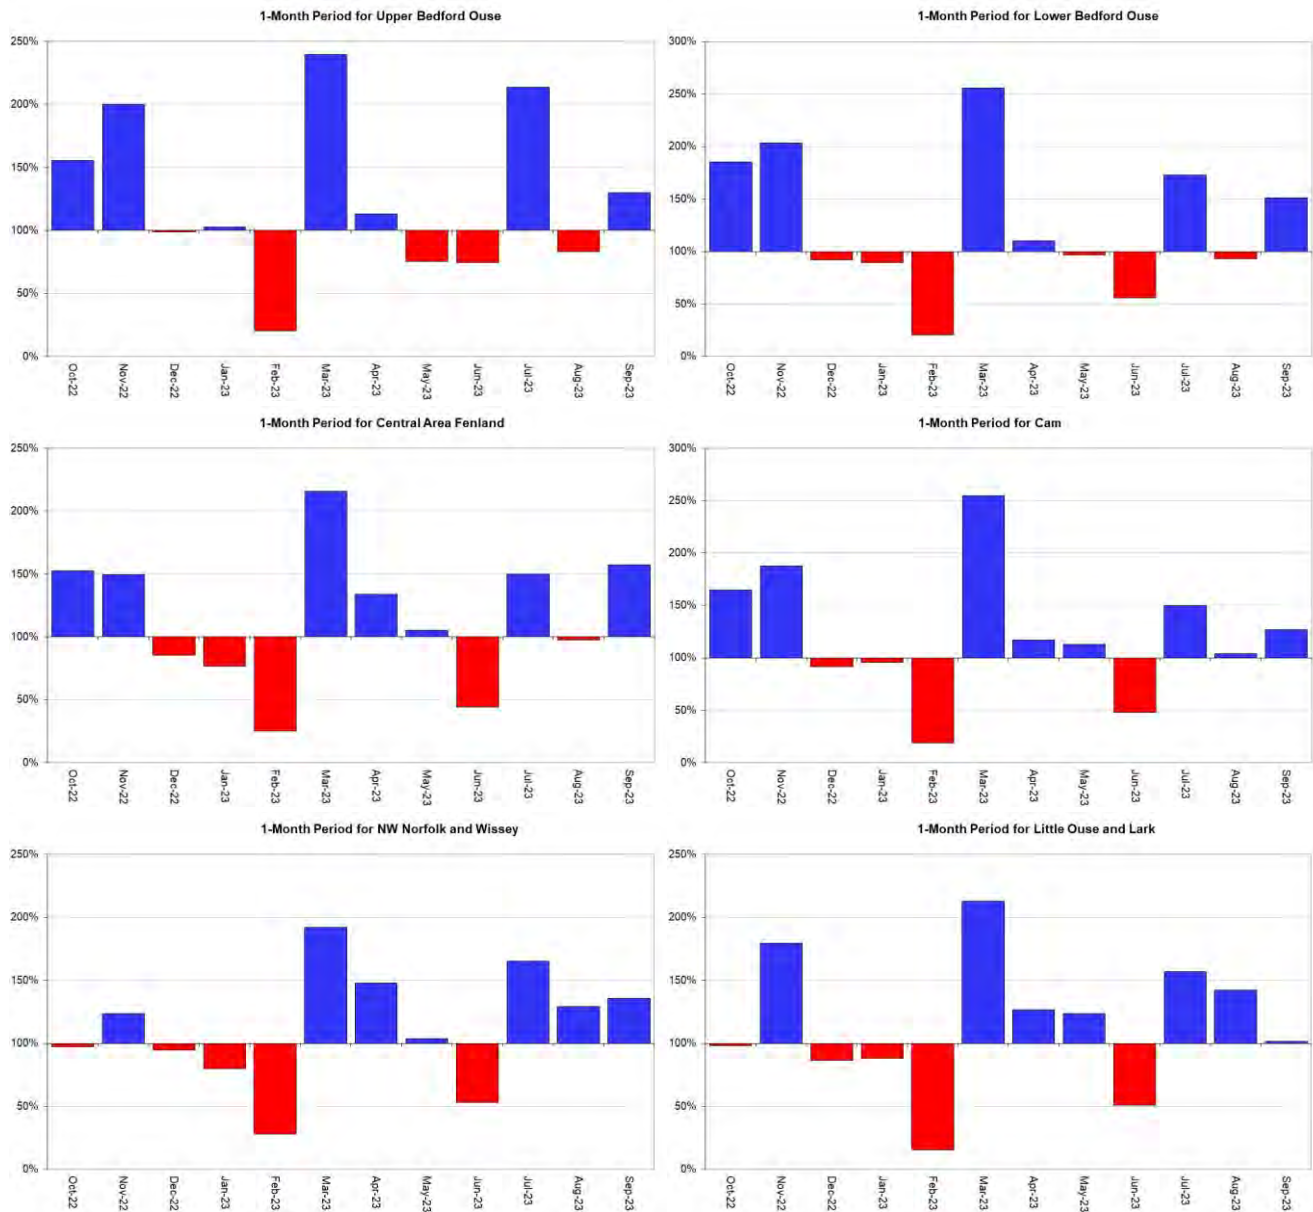 1-Month Period for Upper Bedford Ouse
250%
200%
150%
100%
50%
0%
Oct-22
Nov-22
Dec-22
Jan-23
Feb-23
Mar-23
Apr-23
May-23
Jun-23
Jul-23
Aug-23
Sep-23
1-Month Period for Lower Bedford Ouse
300%
250%
200%
150%
100%
50%
0%
Oct-22
Nov-22
Dec-22
Jan-23
Feb-23
Mar-23
Apr-23
May-23
Jun-23
Jul-23
Aug-23
Sep-23
1-Month Period for Central Area Fenland
250%
200%
150%
100%
50%
0%
Oct-22
Nov-22
Dec-22
Jan-23
Feb-23
Mar-23
Apr-23
May-23
Jun-23
Jul-23
Aug-23
Sep-23
1-Month Period for Cam
300%
250%
200%
150%
100%
50%
0%
Oct-22
Nov-22
Dec-22
Jan-23
Feb-23
Mar-23
Apr-23
May-23
Jun-23
Jul-23
Aug-23
Sep-23
1-Month Period for NW Norfolk and Wissey
250%
200%
150%
100%
50%
0%
Oct-22
Nov-22
Dec-22
Jan-23
Feb-23
Mar-23
Apr-23
May-23
Jun-23
Jul-23
Aug-23
Sep-23
1-Month Period for Little Ouse and Lark
250%
200%
150%
100%
50%
0%
Oct-22
Nov-22
Dec-22
Jan-23
Feb-23
Mar-23
Apr-23
May-23
Jun-23
Jul-23
Aug-23
Sep-23